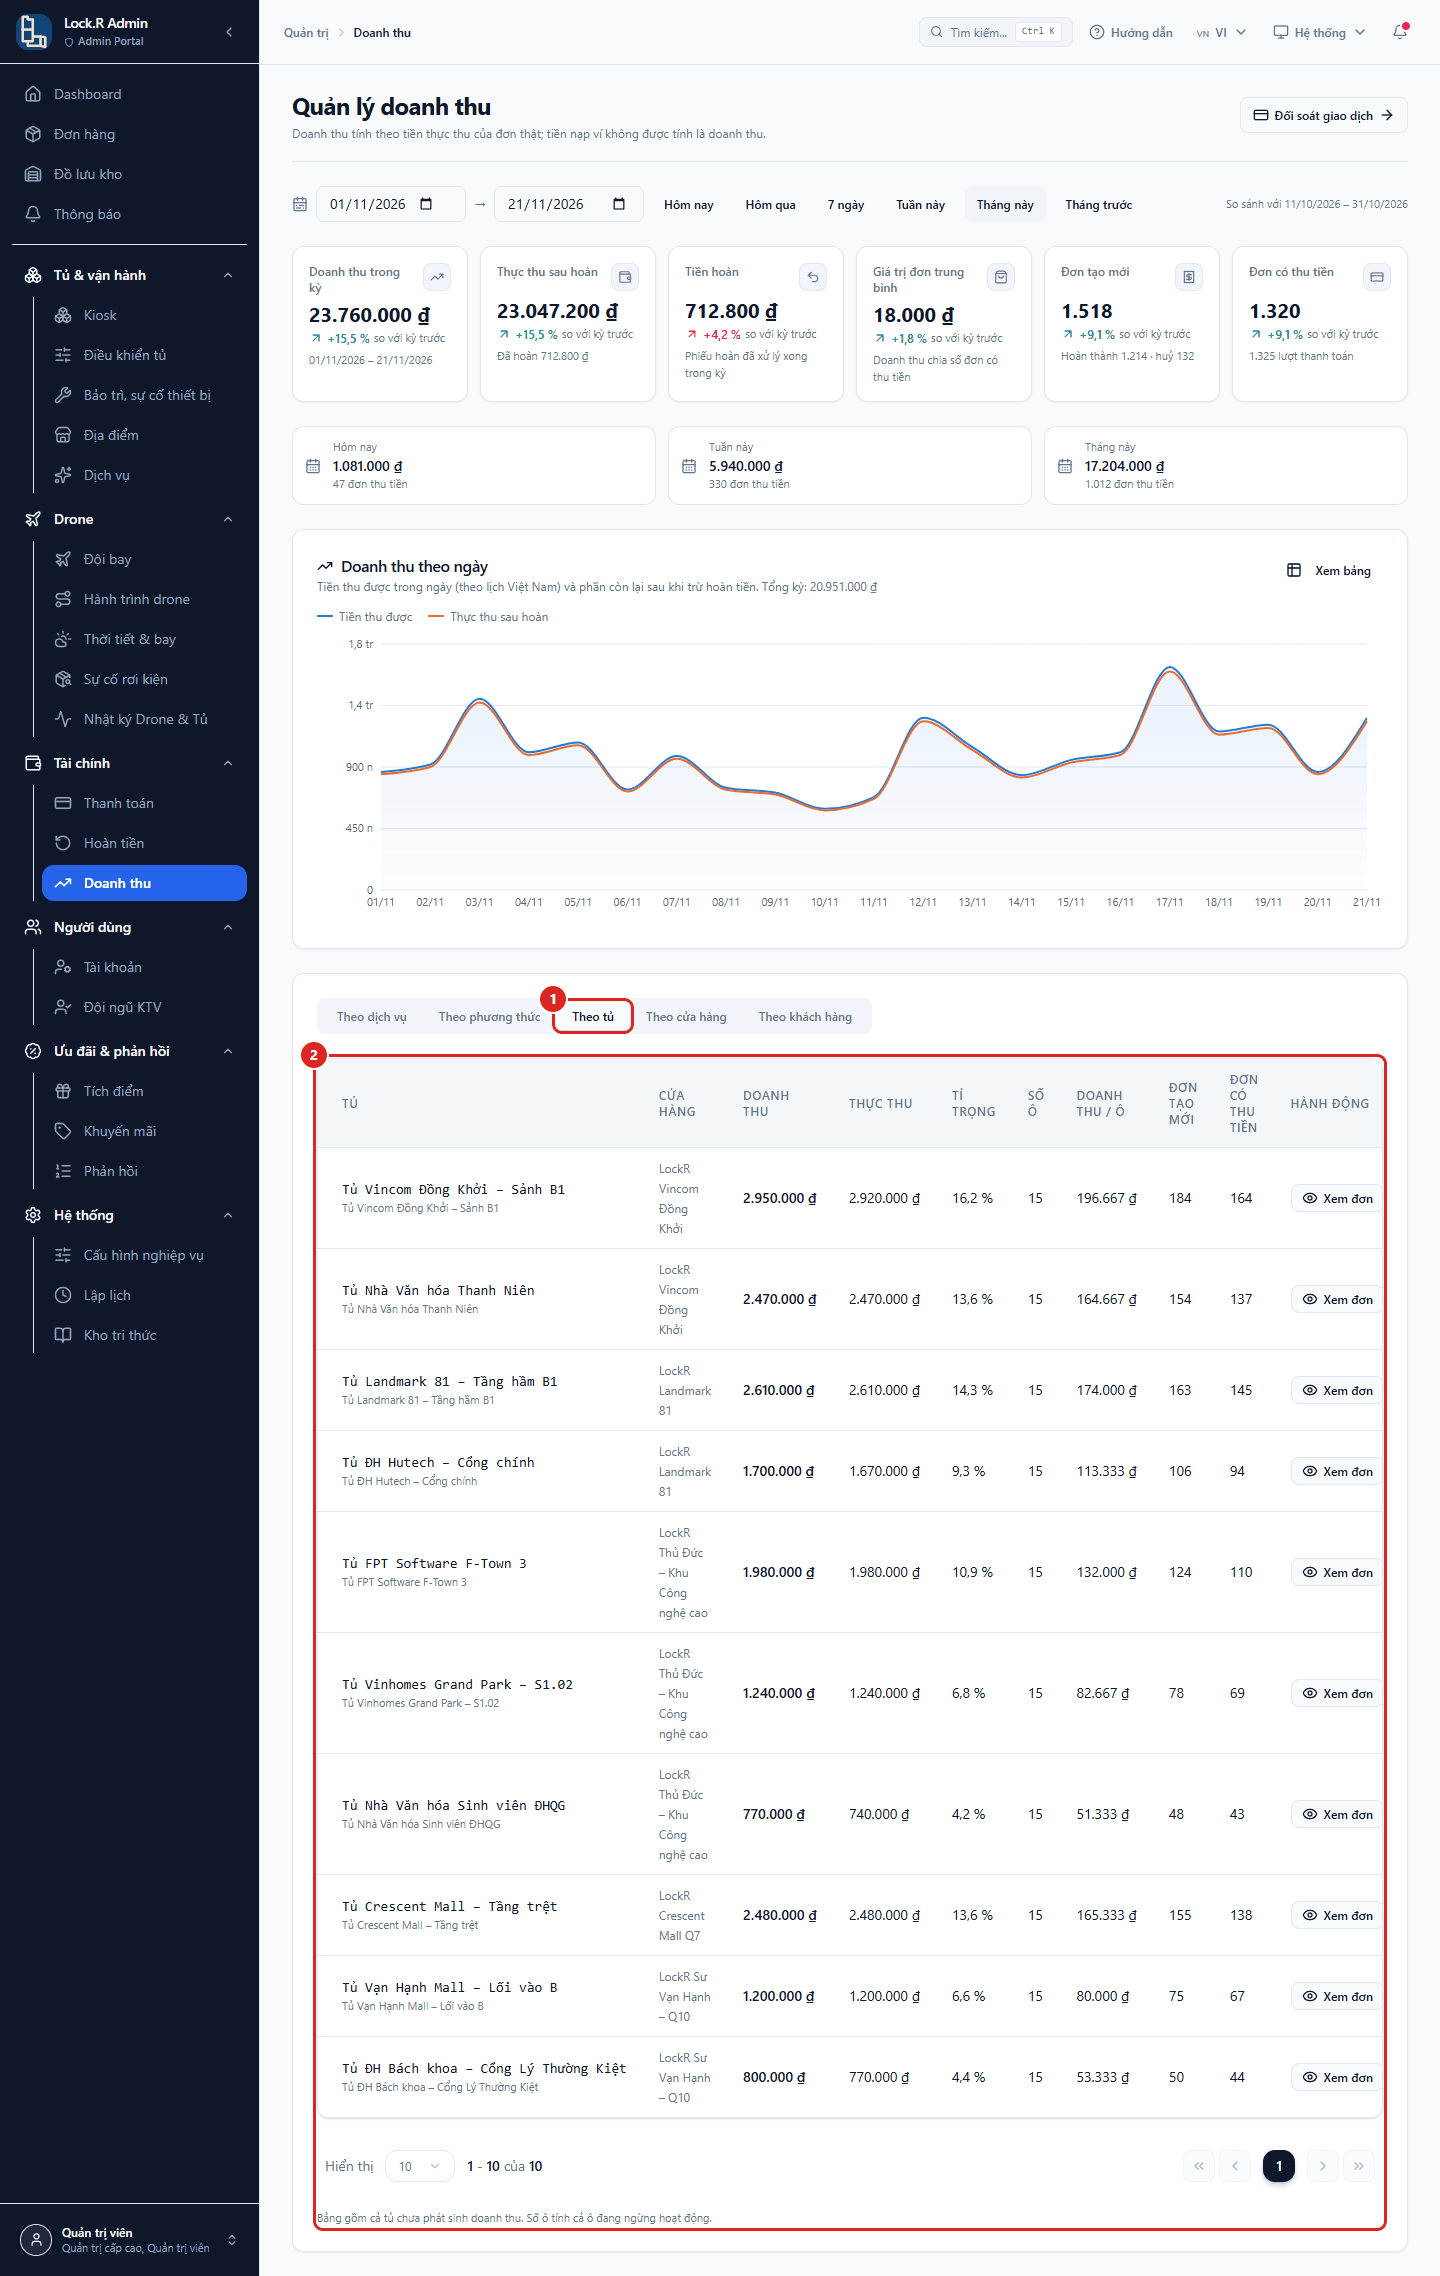 Lock.R Admin
Admin Portal
Dashboard
Đơn hàng
Đồ lưu kho
Thông báo
Tủ & vận hành
Kiosk
Điều khiển tủ
Bảo trì, sự cố thiết bị
Địa điểm
Dịch vụ
Drone
Đội bay
Hành trình drone
Thời tiết & bay
Sự cố rơi kiện
Nhật ký Drone & Tủ
Tài chính
Thanh toán
Hoàn tiền
Doanh thu
Người dùng
Tài khoản
Đội ngũ KTV
Ưu đãi & phản hồi
Tích điểm
Khuyến mãi
Phản hồi
Hệ thống
Cấu hình nghiệp vụ
Lập lịch
Kho tri thức
Quản trị viên
Quản trị cấp cao, Quản trị viên
Quản trị > Doanh thu
Tìm kiếm... Ctrl K
Hướng dẫn
VN VI
Hệ thống
Quản lý doanh thu
Doanh thu tính theo tiền thực thu của đơn thật; tiền nạp ví không được tính là doanh thu.
Đối soát giao dịch →
01/11/2026 → 21/11/2026 Hôm nay Hôm qua 7 ngày Tuần này Tháng này Tháng trước
So sánh với 11/10/2026 – 31/10/2026
Doanh thu trong kỳ
23.760.000 ₫
+15,5 % so với kỳ trước
01/11/2026 – 21/11/2026
Thực thu sau hoàn
23.047.200 ₫
+15,5 % so với kỳ trước
Đã hoàn 712.800 ₫
Tiền hoàn
712.800 ₫
+4,2 % so với kỳ trước
Phiếu hoàn đã xử lý xong trong kỳ
Giá trị đơn trung bình
18.000 ₫
+1,8 % so với kỳ trước
Doanh thu chia số đơn có thu tiền
Đơn tạo mới
1.518
+9,1 % so với kỳ trước
Hoàn thành 1.214 · huỷ 132
Đơn có thu tiền
1.320
+9,1 % so với kỳ trước
1.325 lượt thanh toán
Hôm nay
1.081.000 ₫
47 đơn thu tiền
Tuần này
5.940.000 ₫
330 đơn thu tiền
Tháng này
17.204.000 ₫
1.012 đơn thu tiền
Doanh thu theo ngày
Tiền thu được trong ngày (theo lịch Việt Nam) và phần còn lại sau khi trừ hoàn tiền. Tổng kỳ: 20.951.000 ₫
Xem bảng
Tiền thu được Thực thu sau hoàn
1,8 tr
1,4 tr
900 n
450 n
0
01/11 02/11 03/11 04/11 05/11 06/11 07/11 08/11 09/11 10/11 11/11 12/11 13/11 14/11 15/11 16/11 17/11 18/11 19/11 20/11 21/11
1
Theo dịch vụ Theo phương thức Theo tủ Theo cửa hàng Theo khách hàng
2
TỦ CỬA HÀNG DOANH THU THỰC THU TỈ TRỌNG SỐ Ô DOANH THU / Ô ĐƠN TẠO MỚI ĐƠN CÓ THU TIỀN HÀNH ĐỘNG
Tủ Vincom Đồng Khởi – Sảnh B1
Tủ Vincom Đồng Khởi – Sảnh B1
LockR Vincom Đồng Khởi
2.950.000 ₫ 2.920.000 ₫ 16,2 % 15 196.667 ₫ 184 164 Xem đơn
Tủ Nhà Văn hóa Thanh Niên
Tủ Nhà Văn hóa Thanh Niên
LockR Vincom Đồng Khởi
2.470.000 ₫ 2.470.000 ₫ 13,6 % 15 164.667 ₫ 154 137 Xem đơn
Tủ Landmark 81 – Tầng hầm B1
Tủ Landmark 81 – Tầng hầm B1
LockR Landmark 81
2.610.000 ₫ 2.610.000 ₫ 14,3 % 15 174.000 ₫ 163 145 Xem đơn
Tủ ĐH Hutech – Cổng chính
Tủ ĐH Hutech – Cổng chính
LockR Landmark 81
1.700.000 ₫ 1.670.000 ₫ 9,3 % 15 113.333 ₫ 106 94 Xem đơn
Tủ FPT Software F-Town 3
Tủ FPT Software F-Town 3
LockR Thủ Đức – Khu Công nghệ cao
1.980.000 ₫ 1.980.000 ₫ 10,9 % 15 132.000 ₫ 124 110 Xem đơn
Tủ Vinhomes Grand Park – S1.02
Tủ Vinhomes Grand Park – S1.02
LockR Thủ Đức – Khu Công nghệ cao
1.240.000 ₫ 1.240.000 ₫ 6,8 % 15 82.667 ₫ 78 69 Xem đơn
Tủ Nhà Văn hóa Sinh viên ĐHQG
Tủ Nhà Văn hóa Sinh viên ĐHQG
LockR Thủ Đức – Khu Công nghệ cao
770.000 ₫ 740.000 ₫ 4,2 % 15 51.333 ₫ 48 43 Xem đơn
Tủ Crescent Mall – Tầng trệt
Tủ Crescent Mall – Tầng trệt
LockR Crescent Mall Q7
2.480.000 ₫ 2.480.000 ₫ 13,6 % 15 165.333 ₫ 155 138 Xem đơn
Tủ Vạn Hạnh Mall – Lối vào B
Tủ Vạn Hạnh Mall – Lối vào B
LockR Sư Vạn Hạnh – Q10
1.200.000 ₫ 1.200.000 ₫ 6,6 % 15 80.000 ₫ 75 67 Xem đơn
Tủ ĐH Bách khoa – Cổng Lý Thường Kiệt
Tủ ĐH Bách khoa – Cổng Lý Thường Kiệt
LockR Sư Vạn Hạnh – Q10
800.000 ₫ 770.000 ₫ 4,4 % 15 53.333 ₫ 50 44 Xem đơn
Hiển thị 10 1 - 10 của 10
« ‹ 1 › »
Bảng gồm cả tủ chưa phát sinh doanh thu. Số ô tính cả ô đang ngừng hoạt động.